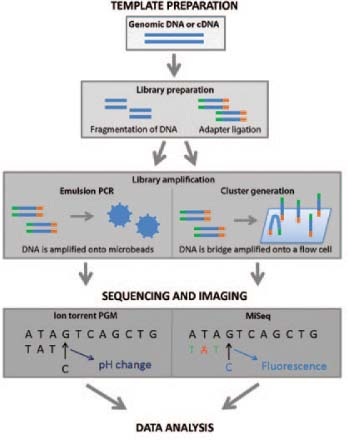 TEMPLATE PREPARATION
Genomic DNA or cDNA
Library preparation
Fragmentation of DNA
Adapter ligation
Library amplification
Emulsion PCR
Cluster generation
DNA is amplified onto microbeads
DNA is bridge amplified onto a flow cell
SEQUENCING AND IMAGING
Ion torrent PGM
MiSeq
A T A G T C A G C T G
A T A G T C A G C T G
T A T
T A T
pH change
Fluorescence
C
C
DATA ANALYSIS